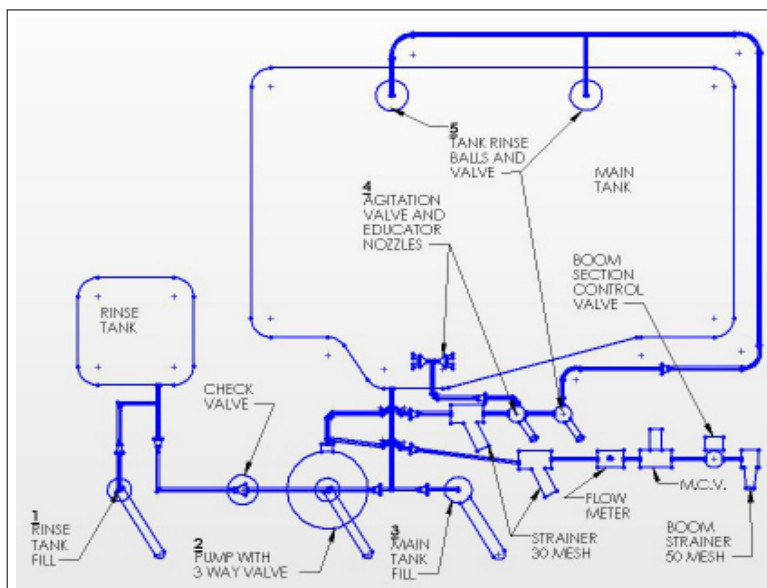 5
TANK RINSE
BALLS AND
VALVE
MAIN
TANK
4
AGITATION
VALVE AND
EDUCATOR
NOZZLES
BOOM
SECTION
CONTROL
VALVE
RINSE
TANK
CHECK
VALVE
1
RINSE
TANK
FILL
2
PUMP WITH
3 WAY VALVE
3
MAIN
TANK
FILL
STRAINER
30 MESH
FLOW
METER
M.C.V.
BOOM
STRAINER
50 MESH